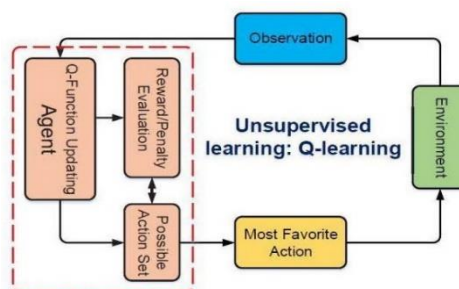 Observation
Q-Function Updating
Agent
Reward/Penalty
Evaluation
Unsupervised
learning: Q-learning
Environment
Possible
Action Set
Most Favorite
Action